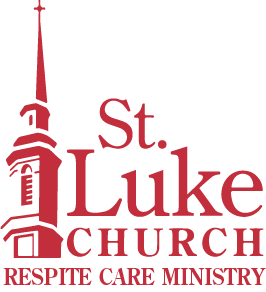 St.
Luke
CHURCH
RESPITE CARE MINISTRY